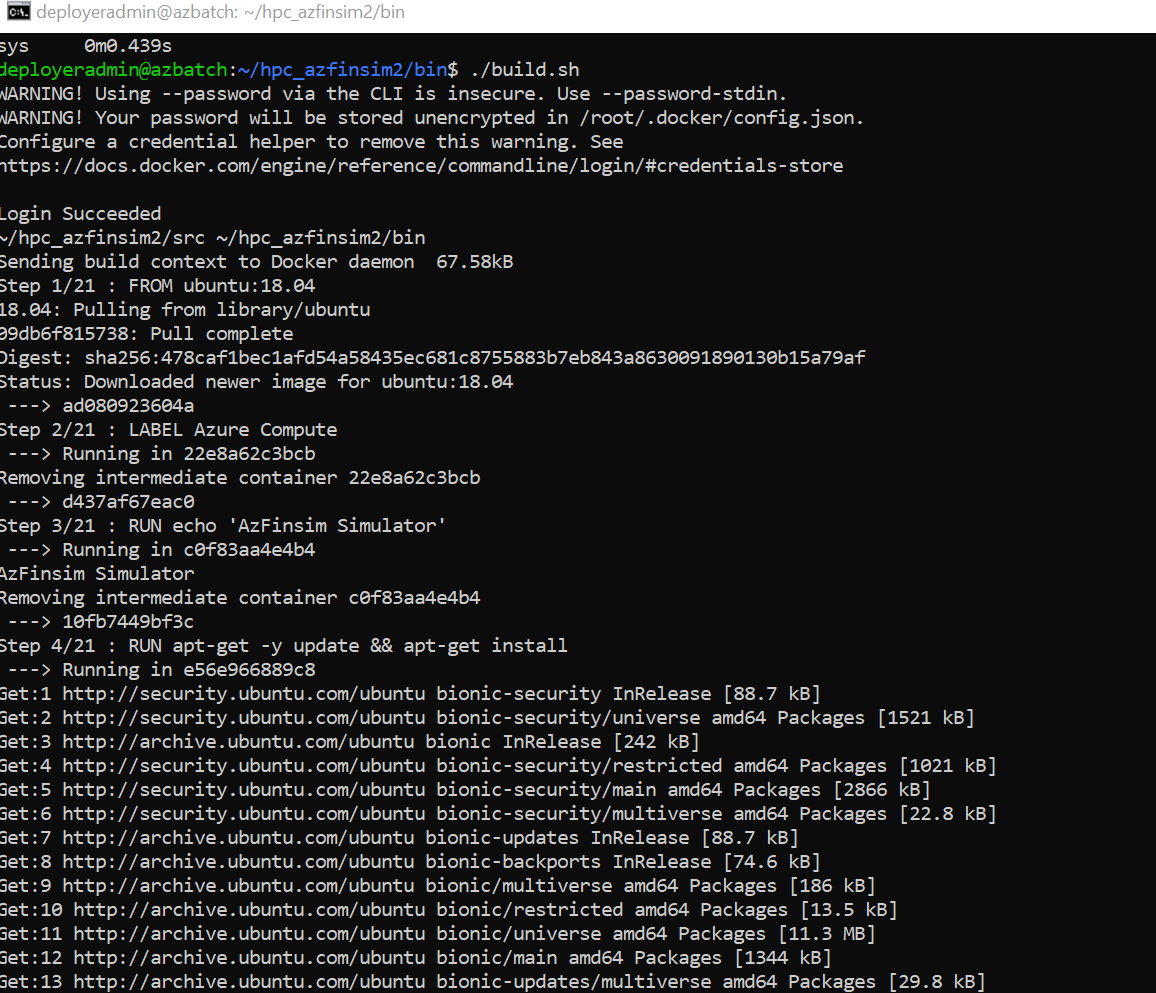 deployeradmin@azbatch: ~/hpc_azfinsim2/bin
sys     0m0.439s
deployeradmin@azbatch:~/hpc_azfinsim2/bin$ ./build.sh
WARNING! Using --password via the CLI is insecure. Use --password-stdin.
WARNING! Your password will be stored unencrypted in /root/.docker/config.json.
Configure a credential helper to remove this warning. See
https://docs.docker.com/engine/reference/commandline/login/#credentials-store

Login Succeeded
~/hpc_azfinsim2/src ~/hpc_azfinsim2/bin
Sending build context to Docker daemon  67.58kB
Step 1/21 : FROM ubuntu:18.04
18.04: Pulling from library/ubuntu
09db6f815738: Pull complete
Digest: sha256:478caf1bec1afd54a58435ec681c8755883b7eb843a8630091890130b15a79af
Status: Downloaded newer image for ubuntu:18.04
 ---> ad080923604a
Step 2/21 : LABEL Azure Compute
 ---> Running in 22e8a62c3bcb
Removing intermediate container 22e8a62c3bcb
 ---> d437af67eac0
Step 3/21 : RUN echo 'AzFinsim Simulator'
 ---> Running in c0f83aa4e4b4
AzFinsim Simulator
Removing intermediate container c0f83aa4e4b4
 ---> 10fb7449bf3c
Step 4/21 : RUN apt-get -y update && apt-get install
 ---> Running in e56e966889c8
Get:1 http://security.ubuntu.com/ubuntu bionic-security InRelease [88.7 kB]
Get:2 http://security.ubuntu.com/ubuntu bionic-security/universe amd64 Packages [1521 kB]
Get:3 http://archive.ubuntu.com/ubuntu bionic InRelease [242 kB]
Get:4 http://security.ubuntu.com/ubuntu bionic-security/restricted amd64 Packages [1021 kB]
Get:5 http://security.ubuntu.com/ubuntu bionic-security/main amd64 Packages [2866 kB]
Get:6 http://security.ubuntu.com/ubuntu bionic-security/multiverse amd64 Packages [22.8 kB]
Get:7 http://archive.ubuntu.com/ubuntu bionic-updates InRelease [88.7 kB]
Get:8 http://archive.ubuntu.com/ubuntu bionic-backports InRelease [74.6 kB]
Get:9 http://archive.ubuntu.com/ubuntu bionic/multiverse amd64 Packages [186 kB]
Get:10 http://archive.ubuntu.com/ubuntu bionic/restricted amd64 Packages [13.5 kB]
Get:11 http://archive.ubuntu.com/ubuntu bionic/universe amd64 Packages [11.3 MB]
Get:12 http://archive.ubuntu.com/ubuntu bionic/main amd64 Packages [1344 kB]
Get:13 http://archive.ubuntu.com/ubuntu bionic-updates/multiverse amd64 Packages [29.8 kB]